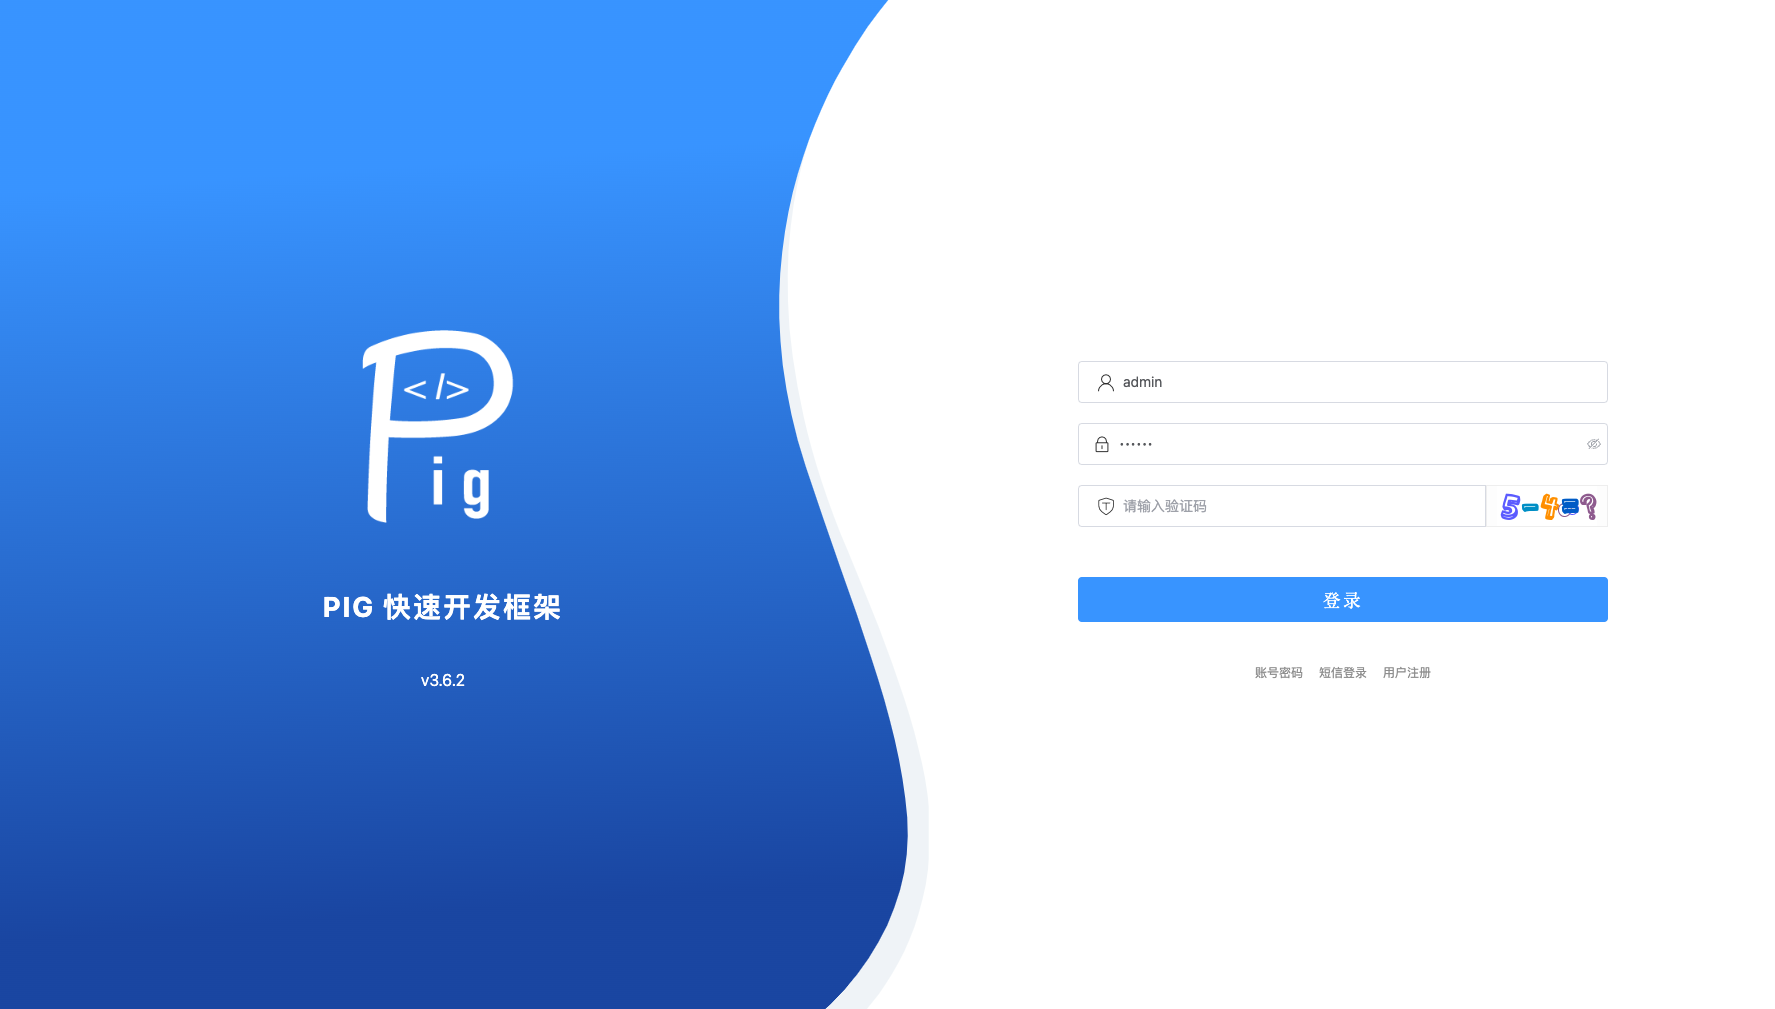 </>
Pig
PIG 快速开发框架
v3.6.2
admin
••••••
请输入验证码
5-4=?
登录
账号密码 短信登录 用户注册